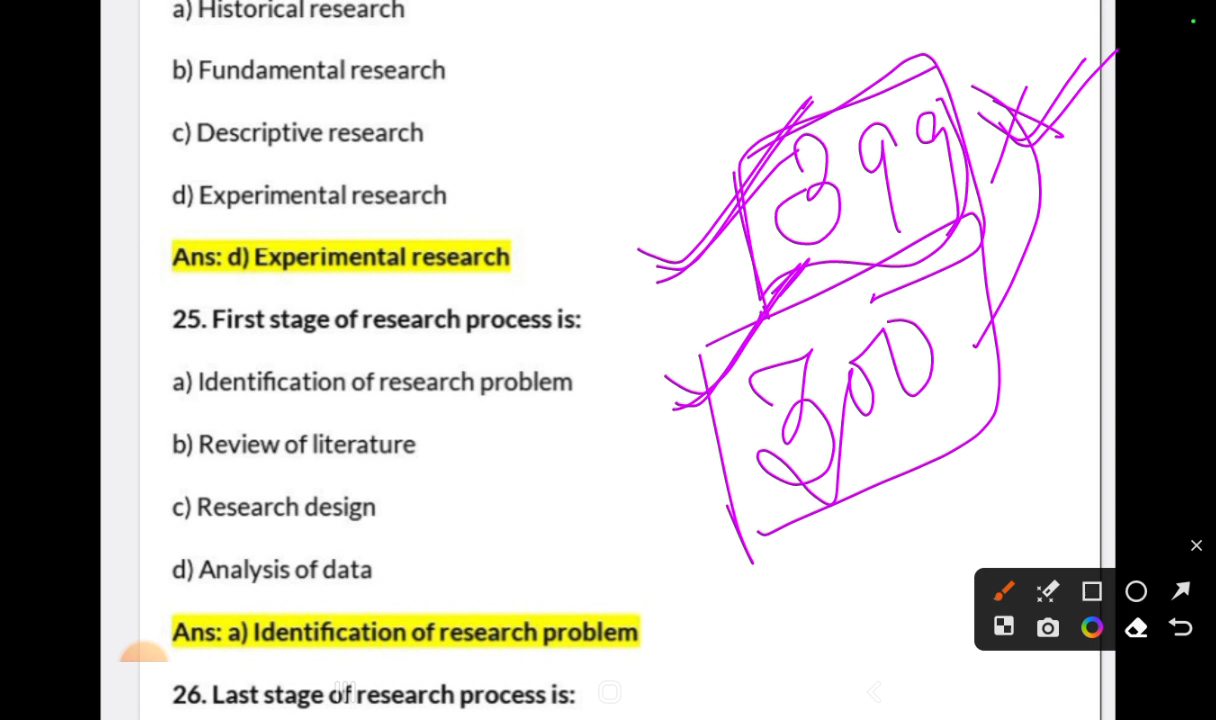 a) Historical research
b) Fundamental research
c) Descriptive research
d) Experimental research
Ans: d) Experimental research
25. First stage of research process is:
a) Identification of research problem
b) Review of literature
c) Research design
d) Analysis of data
Ans: a) Identification of research problem
26. Last stage of research process is:
399
300